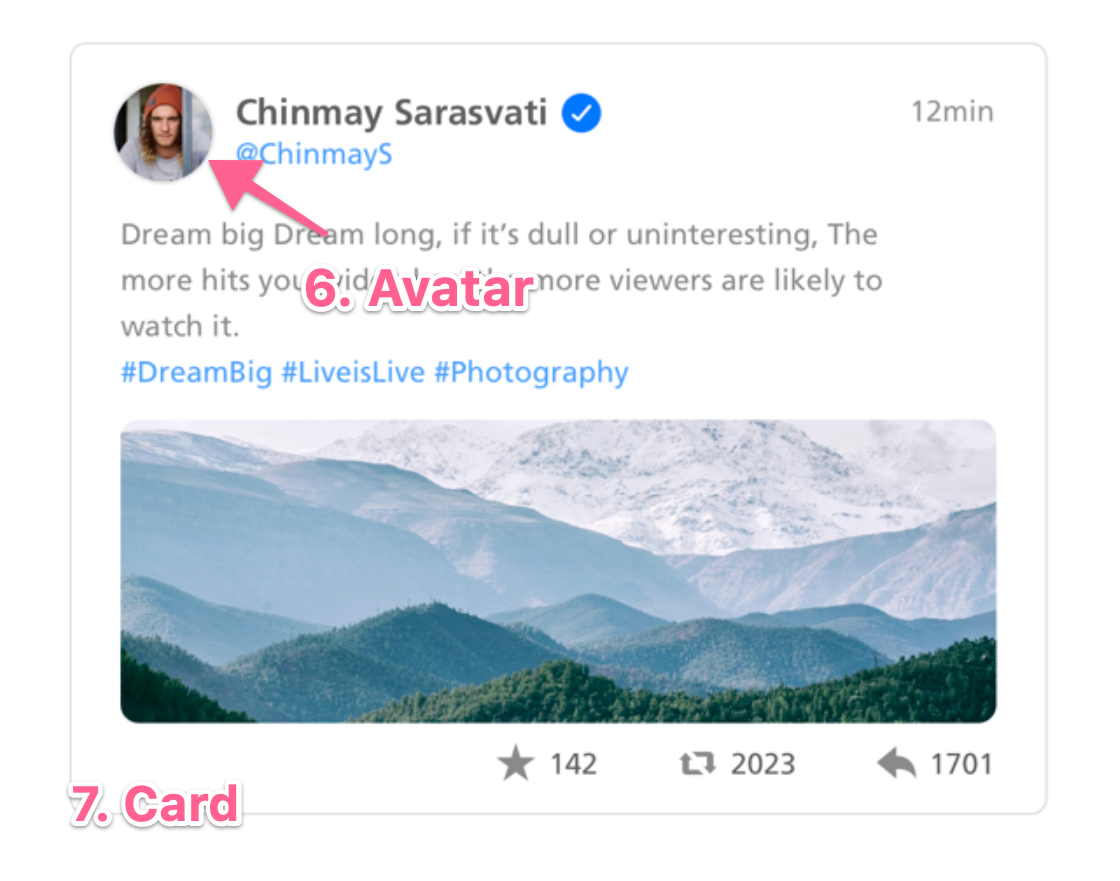 Chinmay Sarasvati
12min
@ChinmayS
Dream big Dream long, if it’s dull or uninteresting, The
more hits you more viewers are likely to
6. Avatar
watch it.
#DreamBig #LiveisLive #Photography
142 2023 1701
7. Card